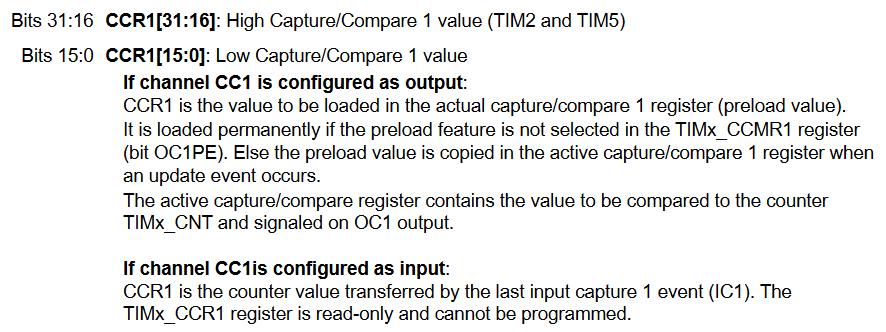 Bits 31:16 CCR1[31:16]: High Capture/Compare 1 value (TIM2 and TIM5)
Bits 15:0 CCR1[15:0]: Low Capture/Compare 1 value
If channel CC1 is configured as output:
CCR1 is the value to be loaded in the actual capture/compare 1 register (preload value).
It is loaded permanently if the preload feature is not selected in the TIMx_CCMR1 register
(bit OC1PE). Else the preload value is copied in the active capture/compare 1 register when
an update event occurs.
The active capture/compare register contains the value to be compared to the counter
TIMx_CNT and signaled on OC1 output.
If channel CC1is configured as input:
CCR1 is the counter value transferred by the last input capture 1 event (IC1). The
TIMx_CCR1 register is read-only and cannot be programmed.